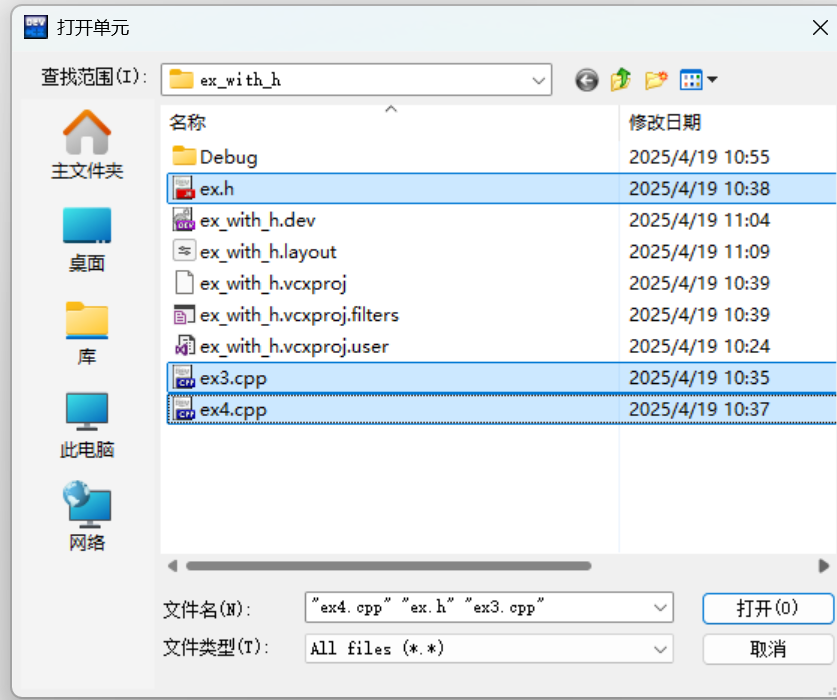 打开单元
查找范围(I): ex_with_h
名称 修改日期
Debug 2025/4/19 10:55
ex.h 2025/4/19 10:38
ex_with_h.dev 2025/4/19 11:04
ex_with_h.layout 2025/4/19 11:09
ex_with_h.vcxproj 2025/4/19 10:39
ex_with_h.vcxproj.filters 2025/4/19 10:39
ex_with_h.vcxproj.user 2025/4/19 10:24
ex3.cpp 2025/4/19 10:35
ex4.cpp 2025/4/19 10:37
主文件夹
桌面
库
此电脑
网络
文件名(N): "ex4.cpp" "ex.h" "ex3.cpp" 打开(O)
文件类型(T): All files (*.*) 取消